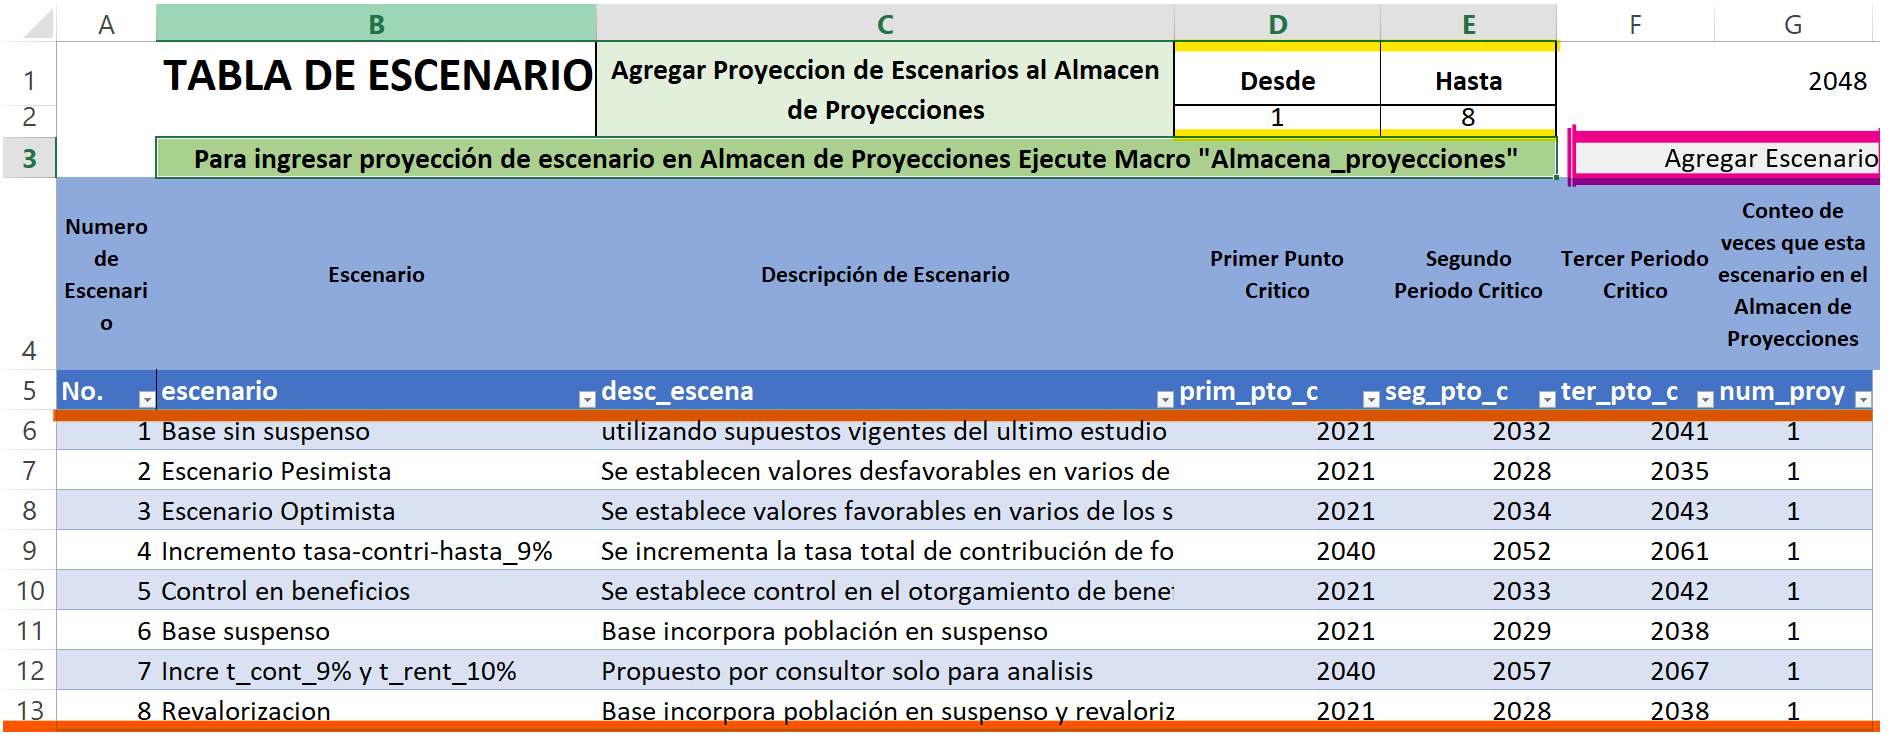 A B C D E F G
1 TABLA DE ESCENARIO Agregar Proyeccion de Escenarios al Almacen Desde Hasta 2048
2 de Proyecciones 1 8
3 Para ingresar proyección de escenario en Almacen de Proyecciones Ejecute Macro "Almacena_proyecciones" Agregar Escenario
Numero
de
Escenari
o
Escenario
Descripción de Escenario
Primer Punto
Critico
Segundo
Periodo Critico
Tercer Periodo
Critico
Conteo de
veces que esta
escenario en el
Almacen de
Proyecciones
4
5 No. escenario desc_escena prim_pto_c seg_pto_c ter_pto_c num_proy
6 1 Base sin suspenso utilizando supuestos vigentes del ultimo estudio 2021 2032 2041 1
7 2 Escenario Pesimista Se establecen valores desfavorables en varios de 2021 2028 2035 1
8 3 Escenario Optimista Se establece valores favorables en varios de los s 2021 2034 2043 1
9 4 Incremento tasa-contri-hasta_9% Se incrementa la tasa total de contribución de fo 2040 2052 2061 1
10 5 Control en beneficios Se establece control en el otorgamiento de bene 2021 2033 2042 1
11 6 Base suspenso Base incorpora población en suspenso 2021 2029 2038 1
12 7 Incre t_cont_9% y t_rent_10% Propuesto por consultor solo para analisis 2040 2057 2067 1
13 8 Revalorizacion Base incorpora población en suspenso y revaloriz 2021 2028 2038 1